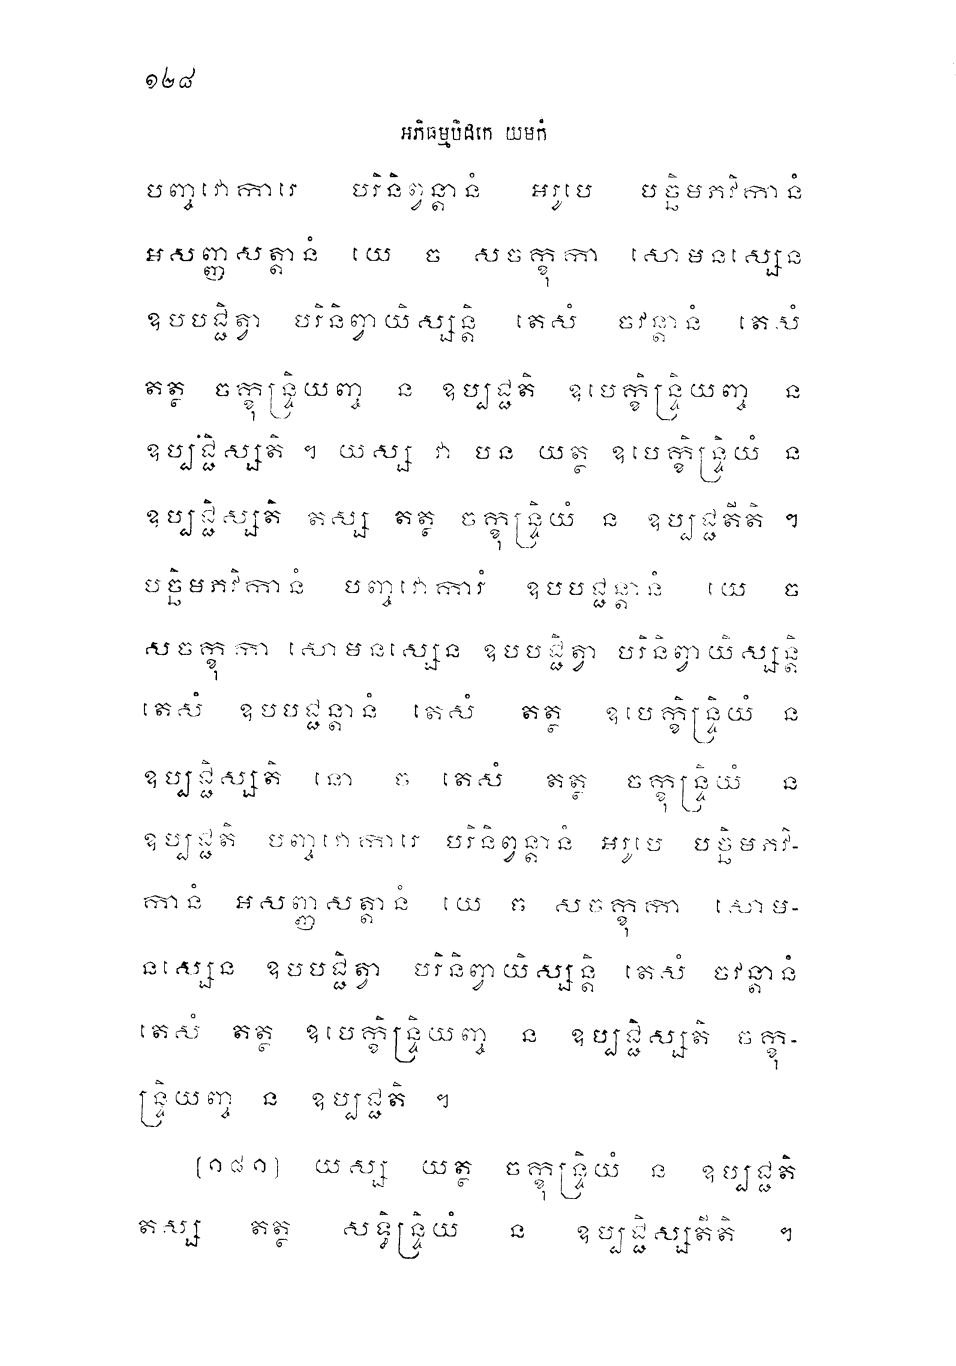 ១២៨
អភិធម្មបិដកេ យមកំ
បញ្ចវោការេ បរិនិព្វន្តានំ អរូបេ បច្ឆិមភវិកានំ
អសញ្ញសត្តានំ យេ ច សចក្ខុកា សោមនស្សេន
ឧបបជ្ជិត្វា បរិនិព្វាយិស្សន្តិ តេសំ ចវន្តានំ តេសំ
តត្ថ ចក្ខុន្ទ្រិយញ្ច ន ឧប្បជ្ជតិ ឧបេក្ខិន្ទ្រិយញ្ច ន
ឧប្បជ្ជិស្សតិ ។ យស្ស វា បន យត្ថ ឧបេក្ខិន្ទ្រិយំ ន
ឧប្បជ្ជិស្សតិ តស្ស តត្ថ ចក្ខុន្ទ្រិយំ ន ឧប្បជ្ជតីតិ ។
បច្ឆិមភវិកានំ បញ្ចវោការំ ឧបបជ្ជន្តានំ យេ ច
សចក្ខុកា សោមនស្សេន ឧបបជ្ជិត្វា បរិនិព្វាយិស្សន្តិ
តេសំ ឧបបជ្ជន្តានំ តេសំ តត្ថ ឧបេក្ខិន្ទ្រិយំ ន
ឧប្បជ្ជិស្សតិ នោ ច តេសំ តត្ថ ចក្ខុន្ទ្រិយំ ន
ឧប្បជ្ជតិ បញ្ចវោការេ បរិនិព្វន្តានំ អរូបេ បច្ឆិមភវិ-
កានំ អសញ្ញសត្តានំ យេ ច សចក្ខុកា សោម-
នស្សេន ឧបបជ្ជិត្វា បរិនិព្វាយិស្សន្តិ តេសំ ចវន្តានំ
តេសំ តត្ថ ឧបេក្ខិន្ទ្រិយញ្ច ន ឧប្បជ្ជិស្សតិ ចក្ខុ-
ន្ទ្រិយញ្ច ន ឧប្បជ្ជតិ ។
[១៨១] យស្ស យត្ថ ចក្ខុន្ទ្រិយំ ន ឧប្បជ្ជតិ
តស្ស តត្ថ សទ្ធិន្ទ្រិយំ ន ឧប្បជ្ជិស្សតីតិ ។